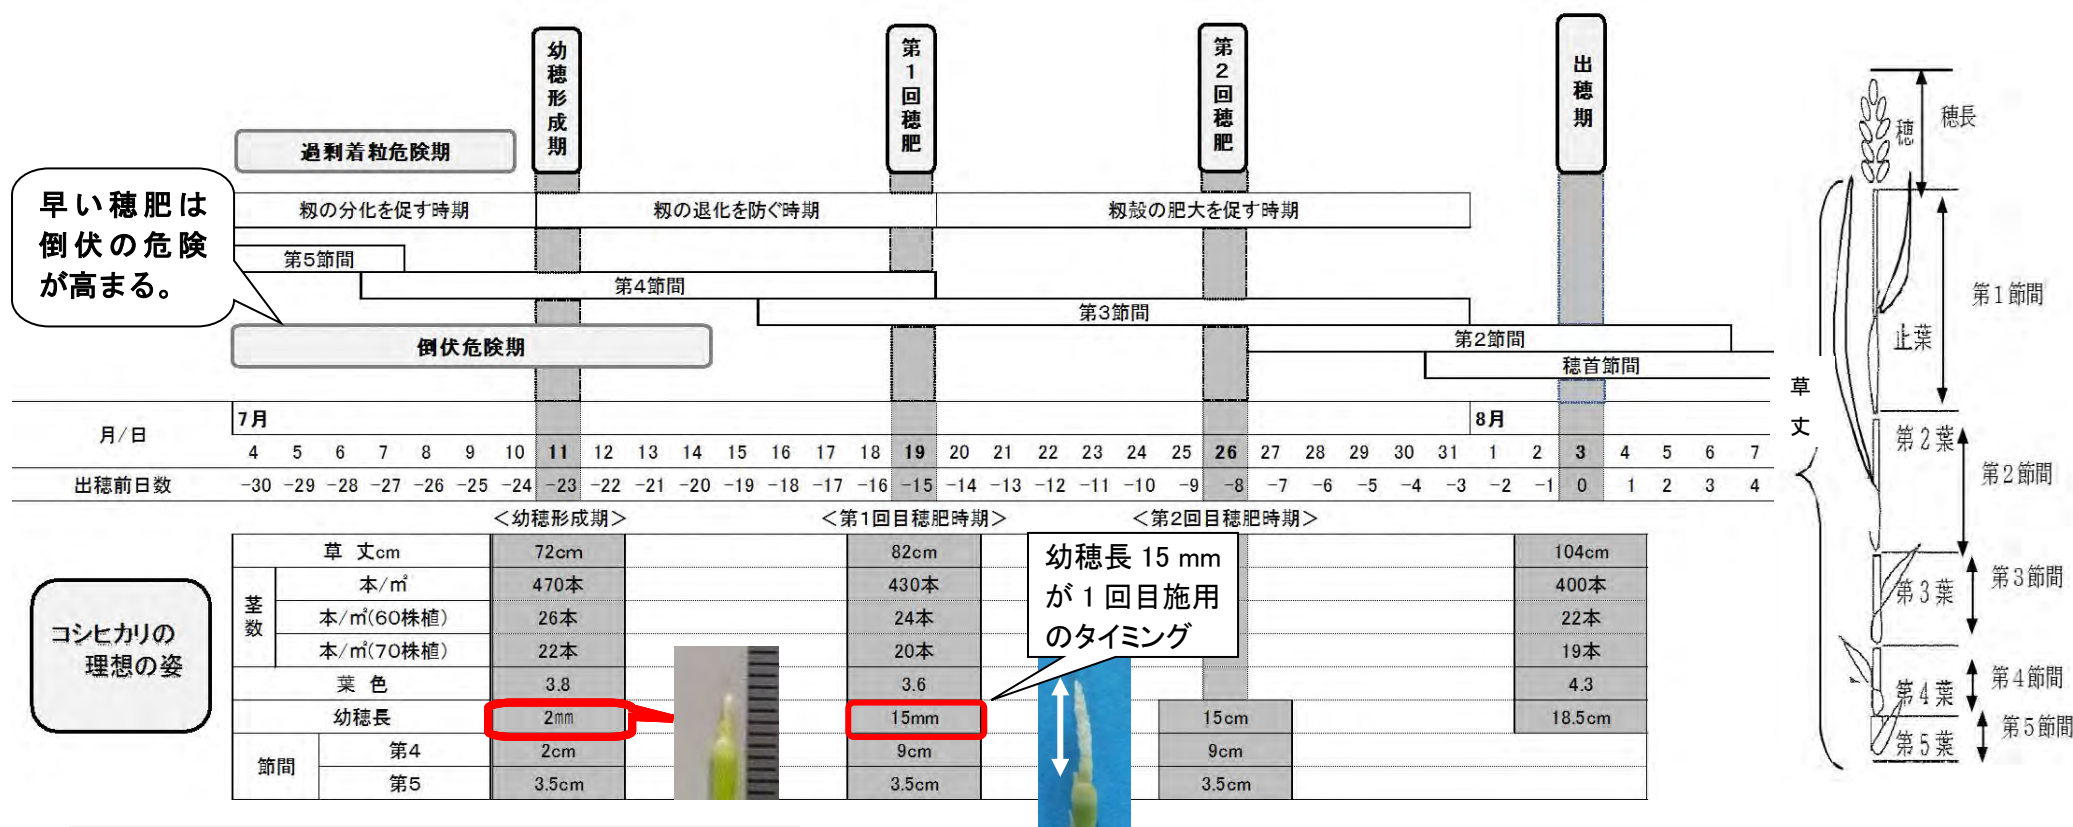 幼穂形成期
第1回穂肥
第2回穂肥
出穂期
過剰着粒危険期
早い穂肥は
倒伏の危険
が高まる。
籾の分化を促す時期 籾の退化を防ぐ時期 籾殻の肥大を促す時期
第5節間
第4節間
第3節間
倒伏危険期
第2節間
穂首節間
月/日
7月 8月
4 5 6 7 8 9 10 11 12 13 14 15 16 17 18 19 20 21 22 23 24 25 26 27 28 29 30 31 1 2 3 4 5 6 7
出穂前日数 −30 −29 −28 −27 −26 −25 −24 −23 −22 −21 −20 −19 −18 −17 −16 −15 −14 −13 −12 −11 −10 −9 −8 −7 −6 −5 −4 −3 −2 −1 0 1 2 3 4
<幼穂形成期> <第1回目穂肥時期> <第2回目穂肥時期>
コシヒカリの
理想の姿
草 丈cm 72cm 82cm 104cm
茎数
本/㎡ 470本 430本 400本
本/㎡(60株植) 26本 24本 22本
本/㎡(70株植) 22本 20本 19本
葉 色 3.8 3.6 4.3
幼穂長 2mm 15mm 15cm 18.5cm
節間
第4 2cm 9cm 9cm
第5 3.5cm 3.5cm 3.5cm
幼穂長 15 mm
が 1 回目施用
のタイミング
穂
穂長
第1節間
止葉
草丈
第2葉
第2節間
第3葉
第3節間
第4葉
第4節間
第5葉
第5節間